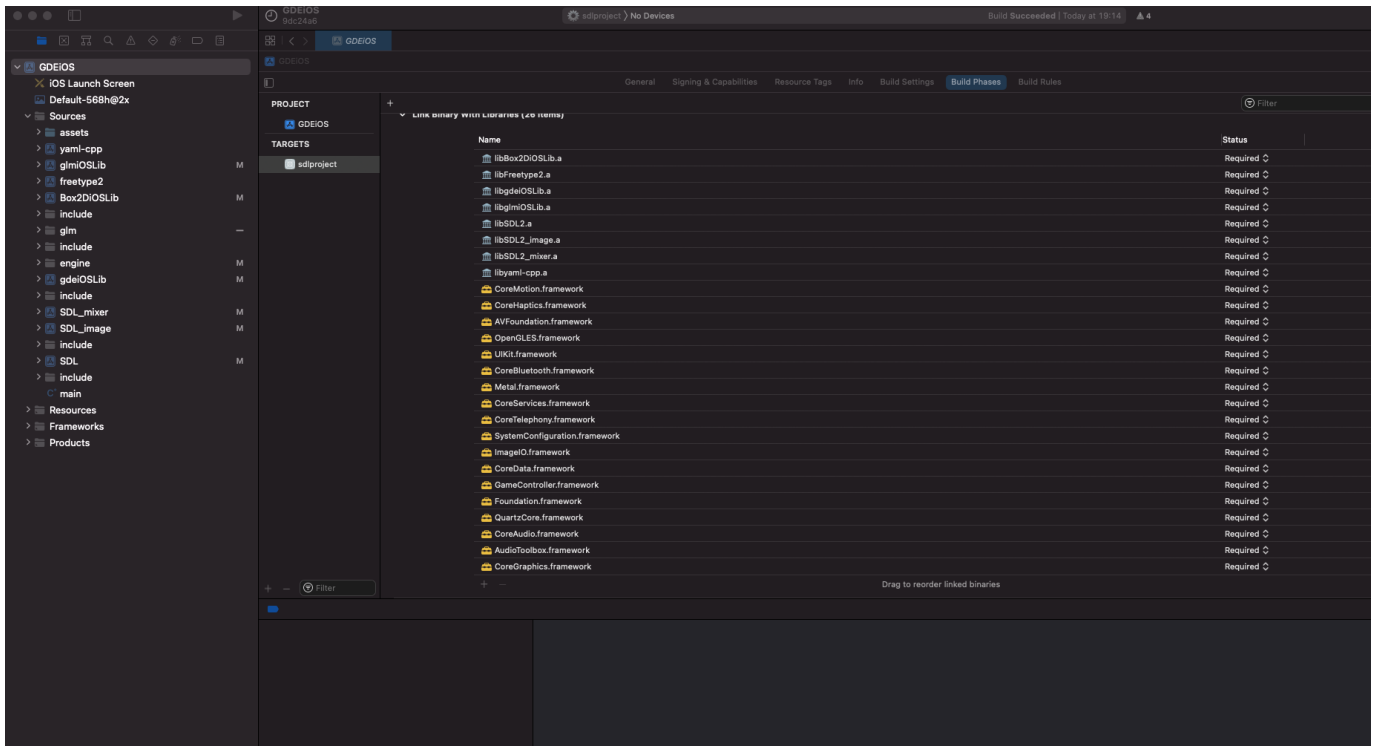 GDEiOS
9dc24a6
sdlproject 〉 No Devices
Build Succeeded | Today at 19:14
4
GDEiOS
GDEiOS
GDEiOS
iOS Launch Screen
Default-568h@2x
Sources
assets
yaml-cpp
glmiOSLib M
freetype2
Box2DiOSLib M
include
glm –
include
engine M
gdeiOSLib M
include
SDL_mixer M
SDL_image M
include
SDL M
include
main
Resources
Frameworks
Products
General Signing & Capabilities Resource Tags Info Build Settings Build Phases Build Rules
PROJECT
GDEiOS
TARGETS
sdlproject
+ – Filter
+ Filter
Link Binary With Libraries (26 items)
Name Status
libBox2DiOSLib.a Required
libFreetype2.a Required
libgdeiOSLib.a Required
libglmiOSLib.a Required
libSDL2.a Required
libSDL2_image.a Required
libSDL2_mixer.a Required
libyaml-cpp.a Required
CoreMotion.framework Required
CoreHaptics.framework Required
AVFoundation.framework Required
OpenGLES.framework Required
UIKit.framework Required
CoreBluetooth.framework Required
Metal.framework Required
CoreServices.framework Required
CoreTelephony.framework Required
SystemConfiguration.framework Required
ImageIO.framework Required
CoreData.framework Required
GameController.framework Required
Foundation.framework Required
QuartzCore.framework Required
CoreAudio.framework Required
AudioToolbox.framework Required
CoreGraphics.framework Required
+ – Drag to reorder linked binaries